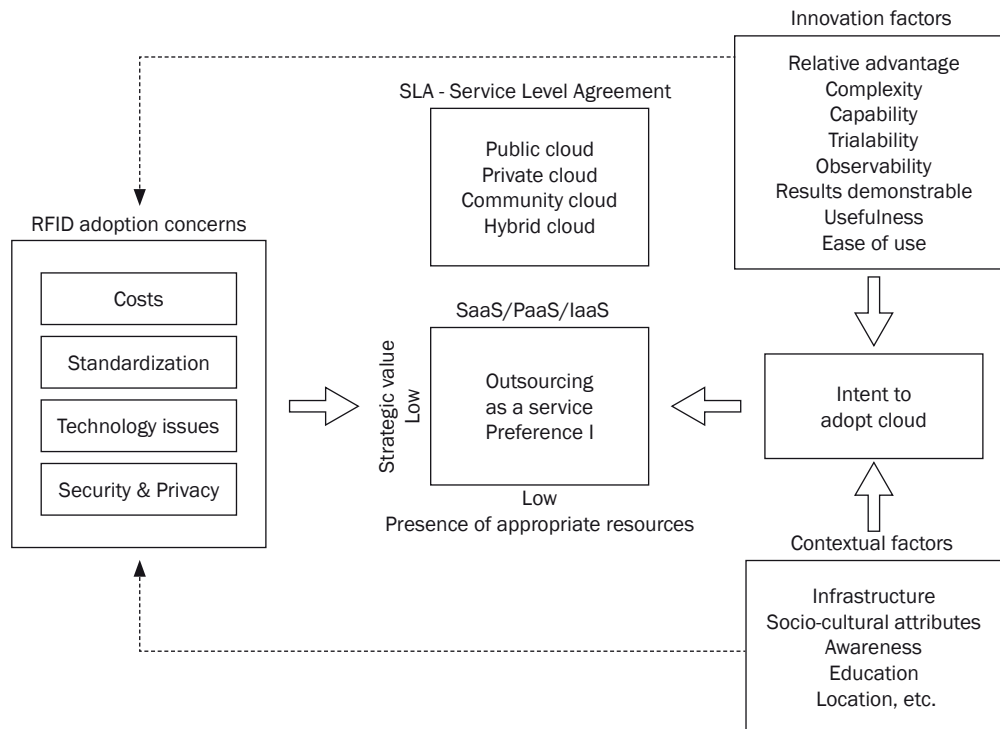 Innovation factors
Relative advantage
Complexity
Capability
Trialability
Observability
Results demonstrable
Usefulness
Ease of use
SLA - Service Level Agreement
Public cloud
Private cloud
Community cloud
Hybrid cloud
RFID adoption concerns
Costs
Standardization
Technology issues
Security & Privacy
SaaS/PaaS/IaaS
Strategic value
Low
Outsourcing
as a service
Preference I
Low
Presence of appropriate resources
Intent to
adopt cloud
Contextual factors
Infrastructure
Socio-cultural attributes
Awareness
Education
Location, etc.